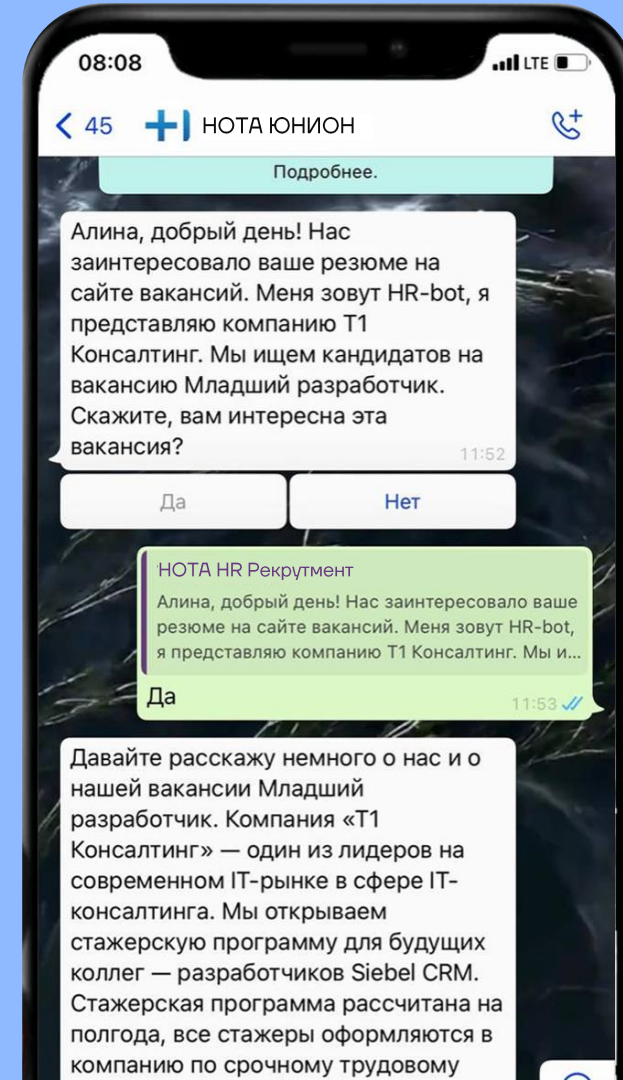 08:08
LTE
45
НОТА ЮНИОН
Подробнее.
Алина, добрый день! Нас
заинтересовало ваше резюме на
сайте вакансий. Меня зовут HR-bot, я
представляю компанию Т1
Консалтинг. Мы ищем кандидатов на
вакансию Младший разработчик.
Скажите, вам интересна эта
вакансия?
11:52
Да
Нет
НОТА HR Рекрутмент
Алина, добрый день! Нас заинтересовало ваше
резюме на сайте вакансий. Меня зовут HR-bot,
я представляю компанию Т1 Консалтинг. Мы и...
Да
11:53
Давайте расскажу немного о нас и о
нашей вакансии Младший
разработчик. Компания «Т1
Консалтинг» — один из лидеров на
современном IT-рынке в сфере IT-
консалтинга. Мы открываем
стажерскую программу для будущих
коллег — разработчиков Siebel CRM.
Стажерская программа рассчитана на
полгода, все стажеры оформляются в
компанию по срочному трудовому